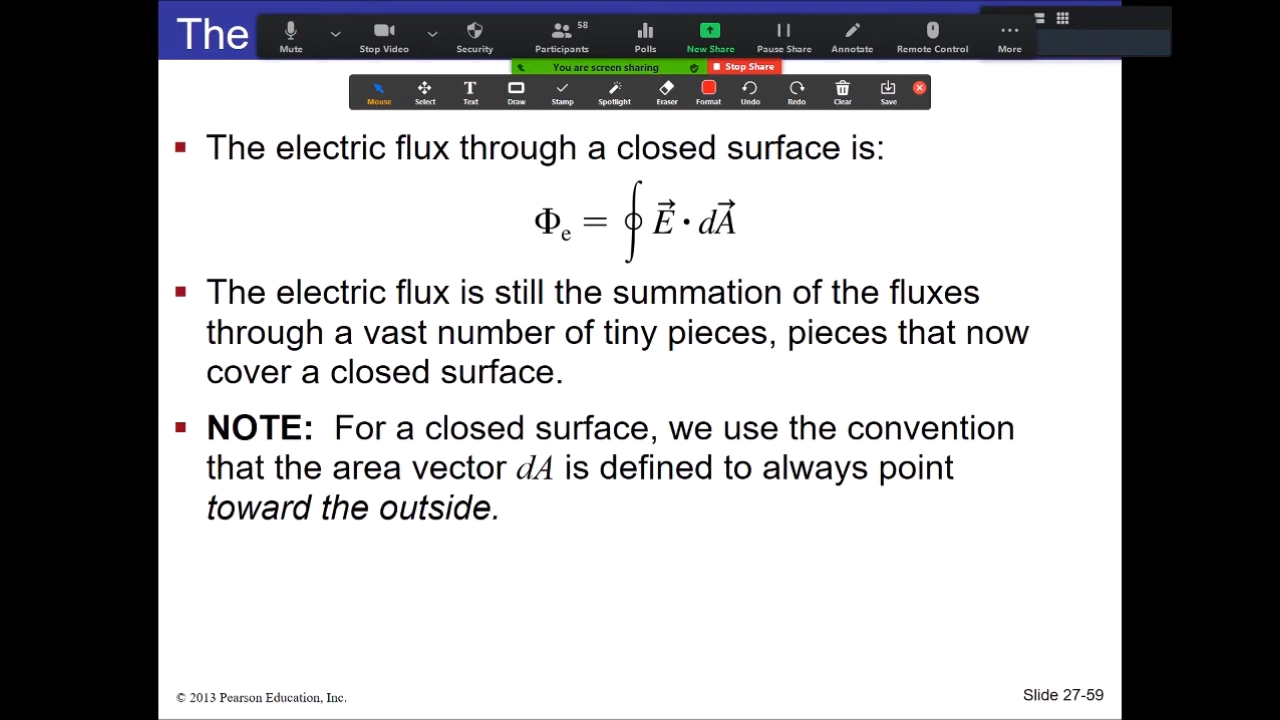 The
Mute
Stop Video
Security
58
Participants
Polls
New Share
Pause Share
Annotate
Remote Control
More
You are screen sharing
Stop Share
Mouse
Select
Text
Draw
Stamp
Spotlight
Eraser
Format
Undo
Redo
Clear
Save
The electric flux through a closed surface is:
Φe = ∮ E⃗ · dA⃗
The electric flux is still the summation of the fluxes
through a vast number of tiny pieces, pieces that now
cover a closed surface.
NOTE: For a closed surface, we use the convention
that the area vector dA is defined to always point
toward the outside.
© 2013 Pearson Education, Inc.
Slide 27-59